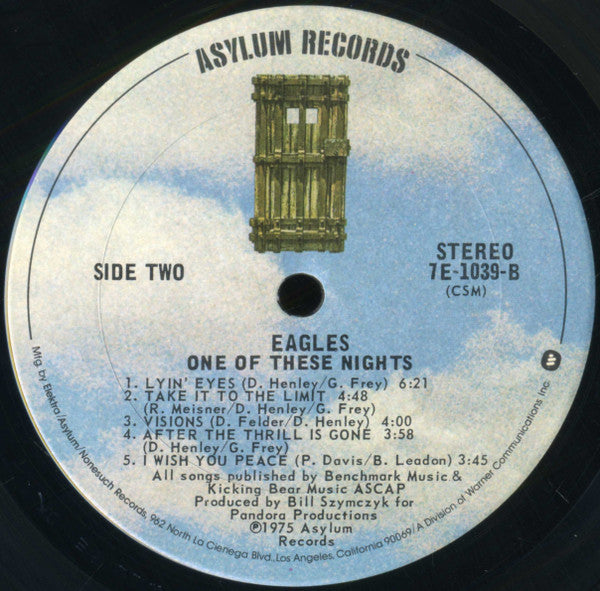 ASYLUM RECORDS
SIDE TWO
STEREO
7E-1039-B
(CSM)
EAGLES
ONE OF THESE NIGHTS
1. LYIN' EYES (D. Henley/G. Frey) 6:21
2. TAKE IT TO THE LIMIT 4:48
(R. Meisner/D. Henley/G. Frey)
3. VISIONS (D. Felder/D. Henley) 4:00
4. AFTER THE THRILL IS GONE 3:58
(D. Henley/G. Frey)
5. I WISH YOU PEACE (P. Davis/B. Leadon) 3:45
All songs published by Benchmark Music &
Kicking Bear Music ASCAP
Produced by Bill Szymczyk for
Pandora Productions
℗1975 Asylum
Records
Mfg. by Elektra/Asylum/Nonesuch Records, 962 North La Cienega Blvd., Los Angeles, California 90069/A Division of Warner Communications Inc.